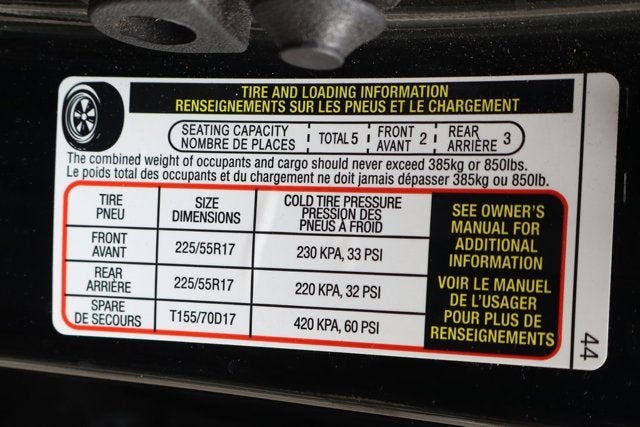 TIRE AND LOADING INFORMATION
RENSEIGNEMENTS SUR LES PNEUS ET LE CHARGEMENT
SEATING CAPACITY
NOMBRE DE PLACES
TOTAL 5
FRONT
AVANT 2
REAR
ARRIÈRE 3
The combined weight of occupants and cargo should never exceed 385kg or 850lbs.
Le poids total des occupants et du chargement ne doit jamais dépasser 385kg ou 850lb.
TIRE
PNEU
SIZE
DIMENSIONS
COLD TIRE PRESSURE
PRESSION DES
PNEUS À FROID
FRONT
AVANT
225/55R17
230 KPA, 33 PSI
REAR
ARRIÈRE
225/55R17
220 KPA, 32 PSI
SPARE
DE SECOURS
T155/70D17
420 KPA, 60 PSI
SEE OWNER'S
MANUAL FOR
ADDITIONAL
INFORMATION
VOIR LE MANUEL
DE L'USAGER
POUR PLUS DE
RENSEIGNEMENTS
44